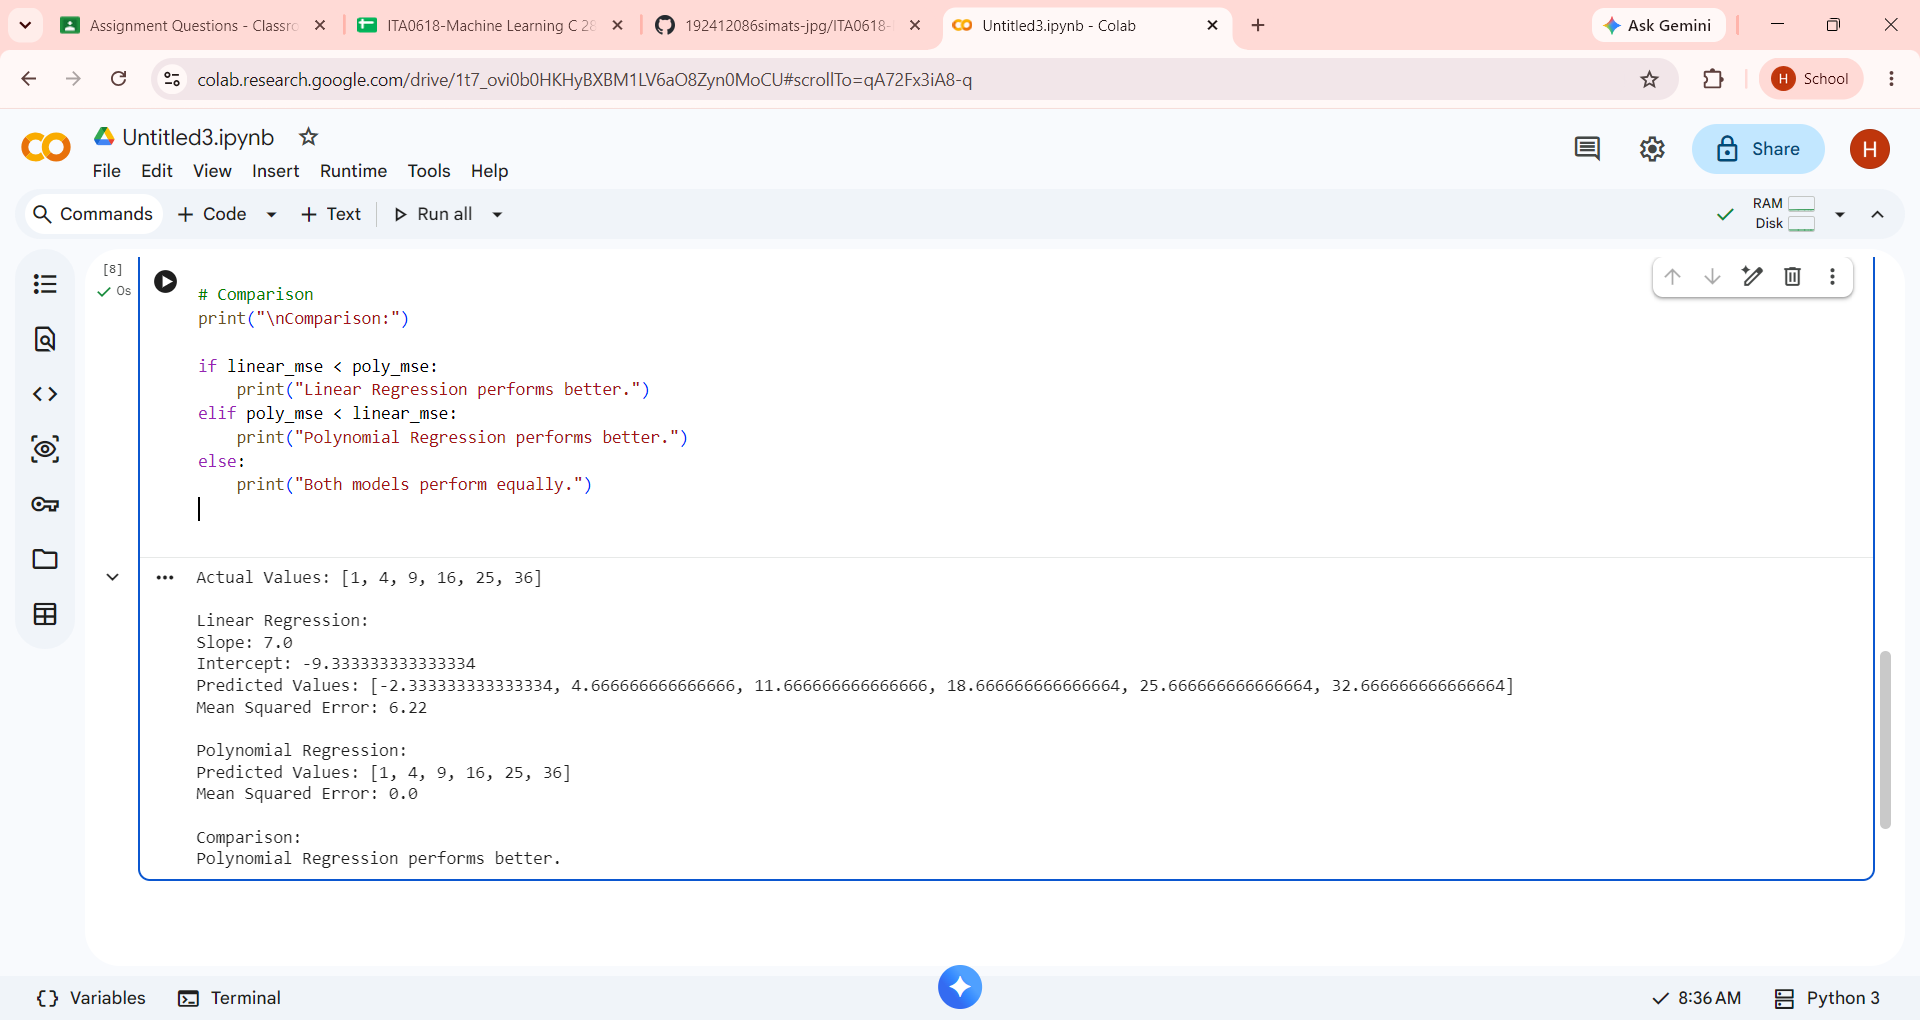 Assignment Questions - Classro
ITA0618-Machine Learning C 28
192412086simats-jpg/ITA0618-
Untitled3.ipynb - Colab
Ask Gemini
colab.research.google.com/drive/1t7_ovi0b0HKHyBXBM1LV6aO8Zyn0MoCU#scrollTo=qA72Fx3iA8-q
H School
Untitled3.ipynb
File Edit View Insert Runtime Tools Help
Share
H
Commands + Code + Text Run all
RAM
Disk
[8]
0s
# Comparison
print("\nComparison:")
if linear_mse < poly_mse:
print("Linear Regression performs better.")
elif poly_mse < linear_mse:
print("Polynomial Regression performs better.")
else:
print("Both models perform equally.")
Actual Values: [1, 4, 9, 16, 25, 36]
Linear Regression:
Slope: 7.0
Intercept: -9.333333333333334
Predicted Values: [-2.333333333333334, 4.666666666666666, 11.666666666666666, 18.666666666666664, 25.666666666666664, 32.666666666666664]
Mean Squared Error: 6.22
Polynomial Regression:
Predicted Values: [1, 4, 9, 16, 25, 36]
Mean Squared Error: 0.0
Comparison:
Polynomial Regression performs better.
Variables
Terminal
8:36 AM
Python 3